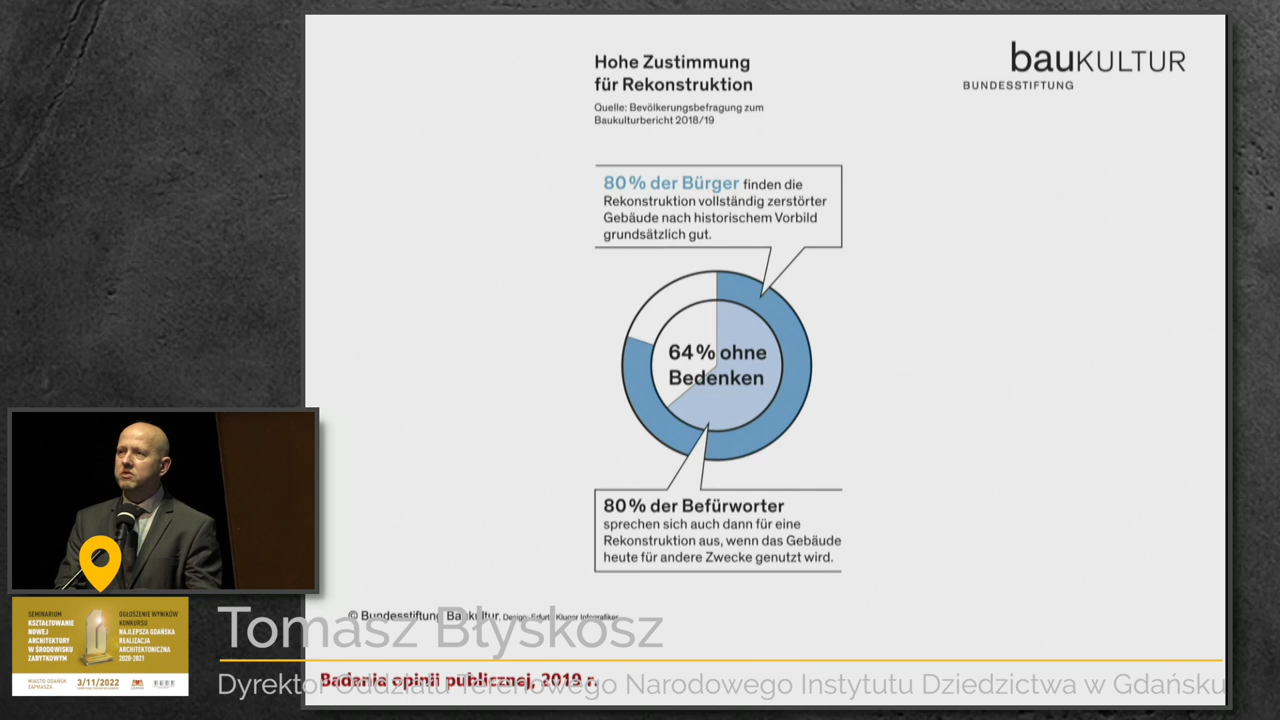 bauKULTUR
BUNDESSTIFTUNG
Hohe Zustimmung
für Rekonstruktion
Quelle: Bevölkerungsbefragung zum
Baukulturbericht 2018/19
80% der Bürger finden die
Rekonstruktion vollständig zerstörter
Gebäude nach historischem Vorbild
grundsätzlich gut.
64% ohne
Bedenken
80% der Befürworter
sprechen sich auch dann für eine
Rekonstruktion aus, wenn das Gebäude
heute für andere Zwecke genutzt wird.
© Bundesstiftung Baukultur, Design: Erfurth Kluger Infografiken
Tomasz Błyskosz
Badania opinii publicznej, 2019 r.
Dyrektor Oddziału Terenowego Narodowego Instytutu Dziedzictwa w Gdańsku
SEMINARIUM
KSZTAŁTOWANIE
NOWEJ
ARCHITEKTURY
W ŚRODOWISKU
ZABYTKOWYM
OGŁOSZENIE WYNIKÓW
KONKURSU
NAJLEPSZA GDAŃSKA
REALIZACJA
ARCHITEKTONICZNA
2020-2021
MIASTO GDAŃSK
ZAPRASZA
3/11/2022